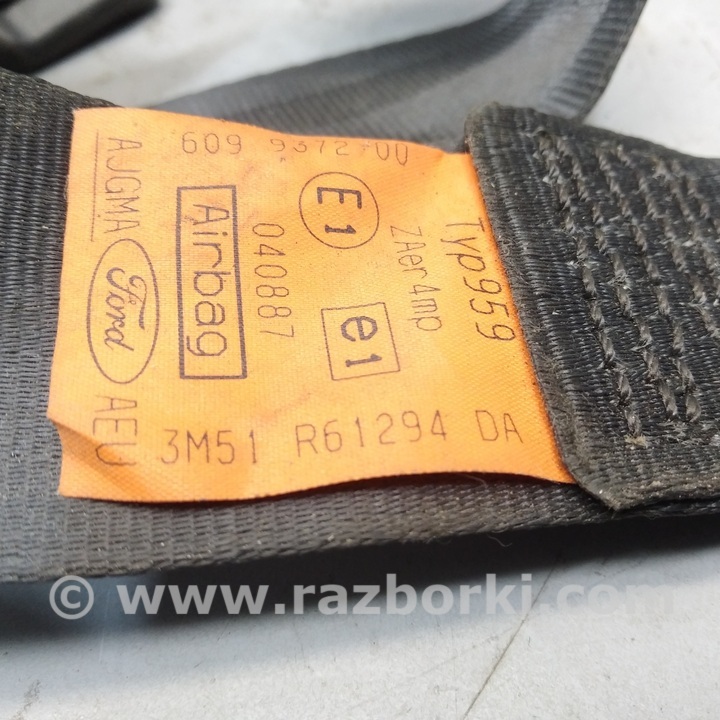 609 9372-00
AJGMA
Ford
AEU
Airbag
040887
E1
e1
ZAer4mp
Typ959
3M51 R61294 DA
© www.razborki.com